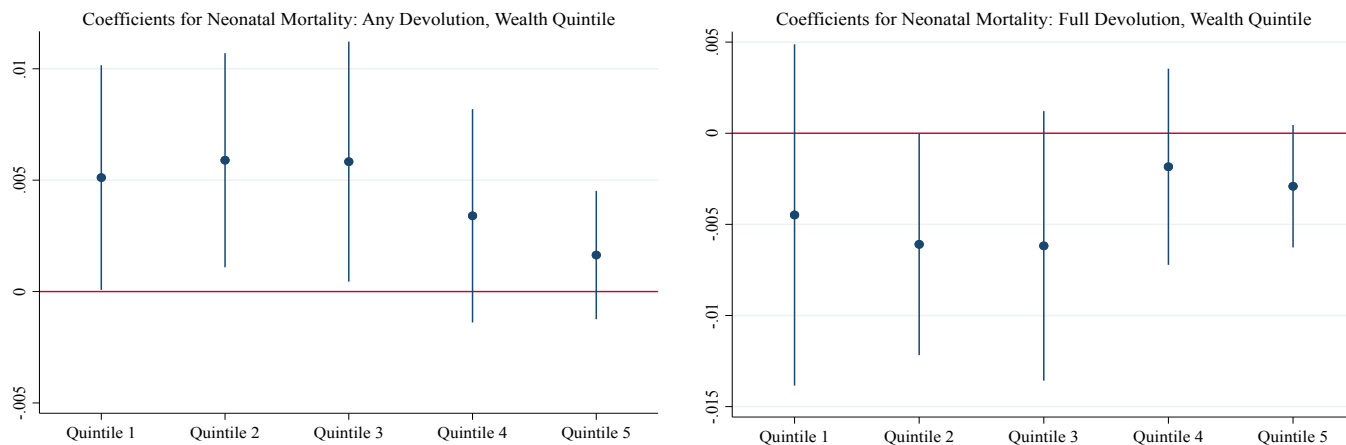 Coefficients for Neonatal Mortality: Any Devolution, Wealth Quintile
.01
.005
0
-.005
Quintile 1 Quintile 2 Quintile 3 Quintile 4 Quintile 5
Coefficients for Neonatal Mortality: Full Devolution, Wealth Quintile
.005
0
-.005
-.01
-.015
Quintile 1 Quintile 2 Quintile 3 Quintile 4 Quintile 5